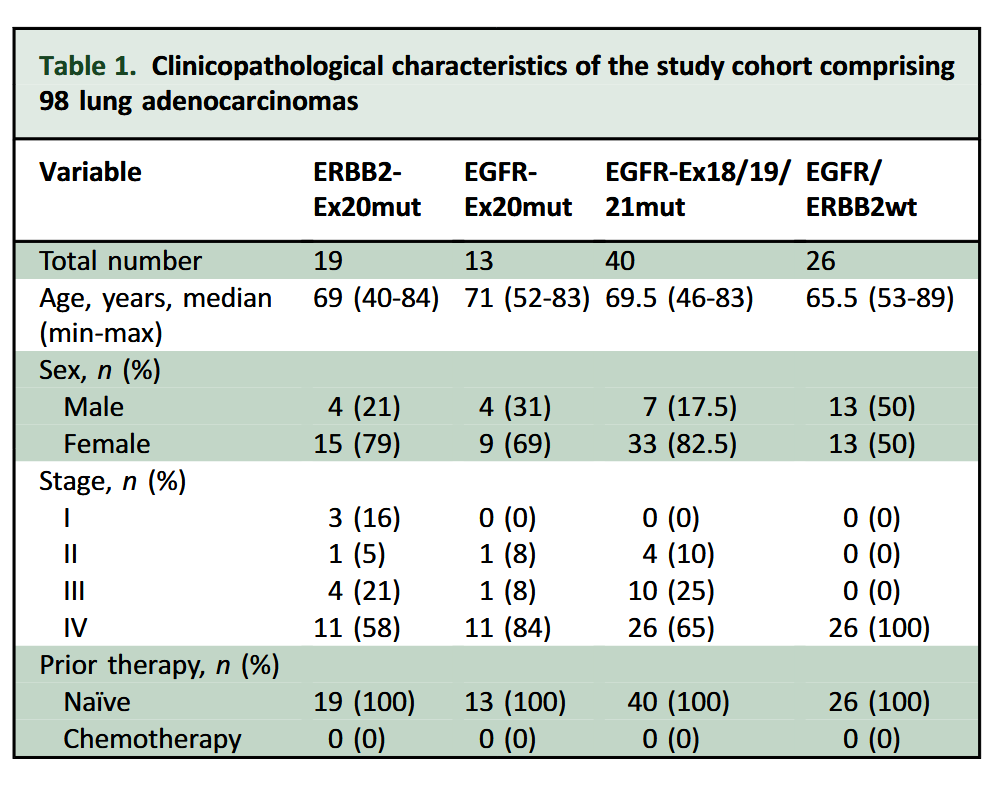 Table 1. Clinicopathological characteristics of the study cohort comprising
98 lung adenocarcinomas
Variable ERBB2-Ex20mut EGFR-Ex20mut EGFR-Ex18/19/21mut EGFR/ERBB2wt
Total number 19 13 40 26
Age, years, median (min-max) 69 (40-84) 71 (52-83) 69.5 (46-83) 65.5 (53-89)
Sex, n (%)
Male 4 (21) 4 (31) 7 (17.5) 13 (50)
Female 15 (79) 9 (69) 33 (82.5) 13 (50)
Stage, n (%)
I 3 (16) 0 (0) 0 (0) 0 (0)
II 1 (5) 1 (8) 4 (10) 0 (0)
III 4 (21) 1 (8) 10 (25) 0 (0)
IV 11 (58) 11 (84) 26 (65) 26 (100)
Prior therapy, n (%)
Naïve 19 (100) 13 (100) 40 (100) 26 (100)
Chemotherapy 0 (0) 0 (0) 0 (0) 0 (0)